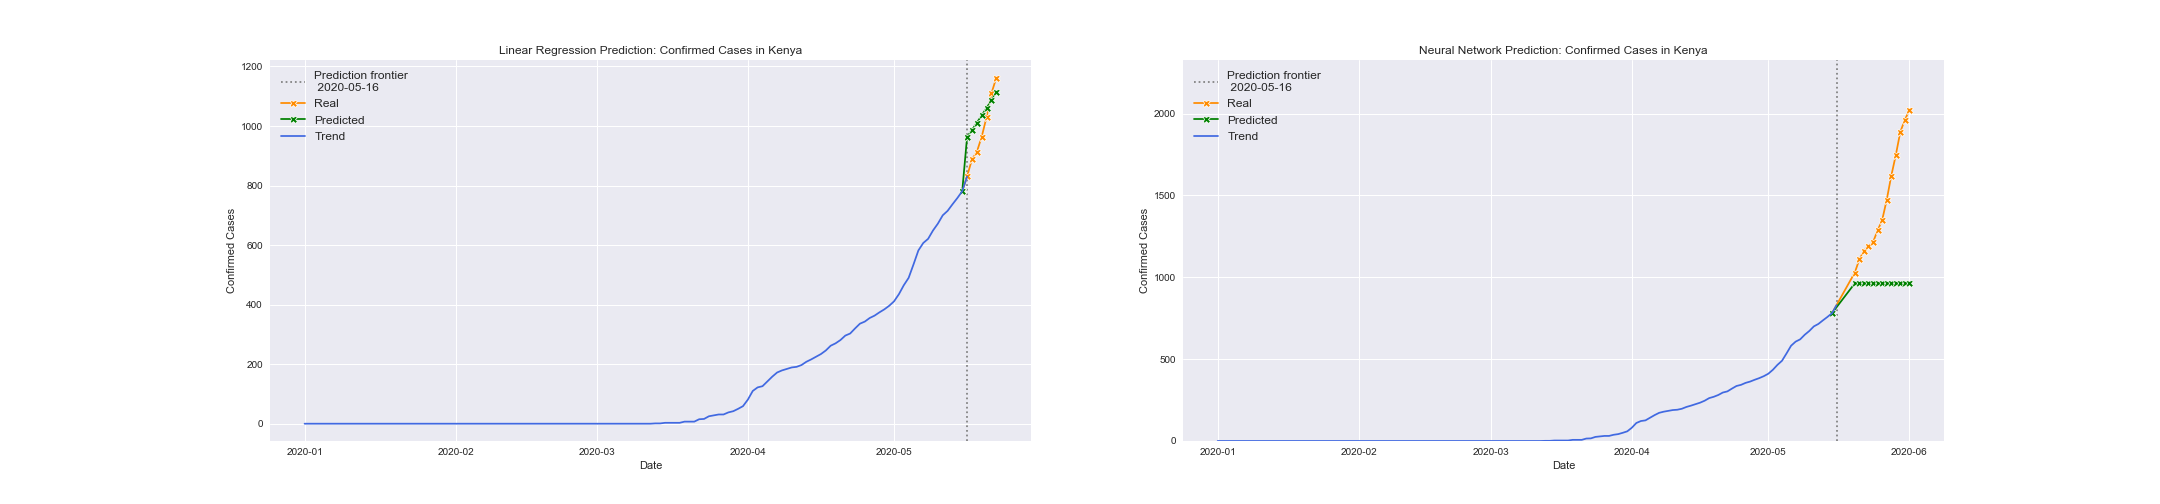 Linear Regression Prediction: Confirmed Cases in Kenya
Prediction frontier
2020-05-16
Real
Predicted
Trend
1200
1000
800
600
400
200
0
Confirmed Cases
2020-01
2020-02
2020-03
2020-04
2020-05
Date
Neural Network Prediction: Confirmed Cases in Kenya
Prediction frontier
2020-05-16
Real
Predicted
Trend
2000
1500
1000
500
0
Confirmed Cases
2020-01
2020-02
2020-03
2020-04
2020-05
2020-06
Date